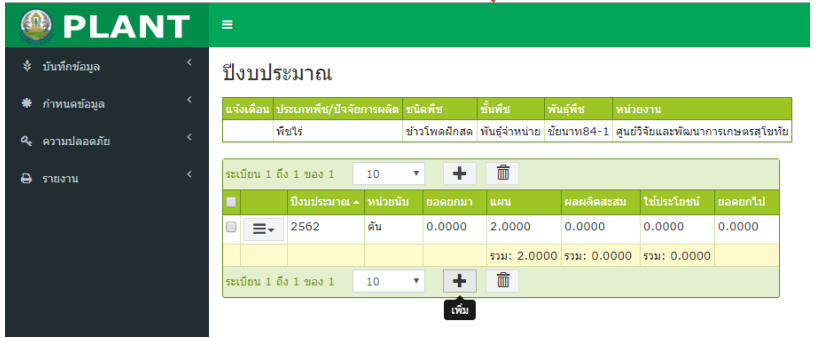 PLANT
บันทึกข้อมูล
กำหนดข้อมูล
ความปลอดภัย
รายงาน
ปีงบประมาณ
แจ้งเตือน ประเภทพืช/ปัจจัยการผลิต ชนิดพืช ชั้นพืช พันธุ์พืช หน่วยงาน
พืชไร่ ข้าวโพดฝักสด พันธุ์จำหน่าย ชัยนาท84-1 ศูนย์วิจัยและพัฒนาการเกษตรสุโขทัย
ระเบียน 1 ถึง 1 ของ 1 10
ปีงบประมาณ หน่วยนับ ยอดยกมา แผน ผลผลิตสะสม ใช้ประโยชน์ ยอดยกไป
2562 ตัน 0.0000 2.0000 0.0000 0.0000 0.0000
รวม: 2.0000 รวม: 0.0000 รวม: 0.0000
ระเบียน 1 ถึง 1 ของ 1 10
เพิ่ม